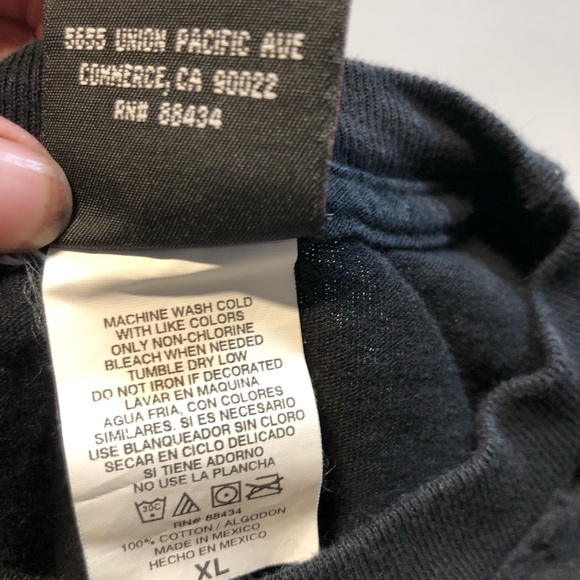 5655 UNION PACIFIC AVE
COMMERCE, CA 90022
RN# 88434
MACHINE WASH COLD
WITH LIKE COLORS
ONLY NON-CHLORINE
BLEACH WHEN NEEDED
TUMBLE DRY LOW
DO NOT IRON IF DECORATED
LAVAR EN MAQUINA
AGUA FRIA, CON COLORES
SIMILARES. SI ES NECESARIO
USE BLANQUEADOR SIN CLORO
SECAR EN CICLO DELICADO
SI TIENE ADORNO
NO USE LA PLANCHA
30C
RN# 88434
100% COTTON / ALGODON
MADE IN MEXICO
HECHO EN MEXICO
XL